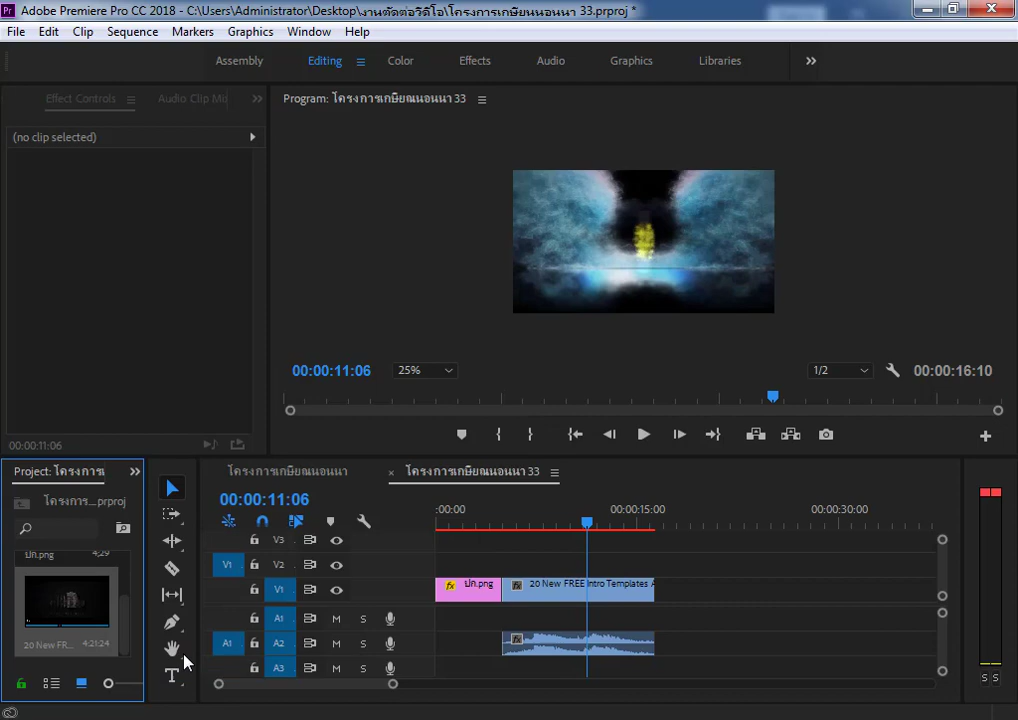 Adobe Premiere Pro CC 2018 - C:\Users\Administrator\Desktop\งานตัดต่อวิดีโอ\โครงการเกษียณนอนนา 33.prproj *
File Edit Clip Sequence Markers Graphics Window Help
Assembly Editing Color Effects Audio Graphics Libraries
Effect Controls Audio Clip Mi
Program: โครงการเกษียณนอนนา 33
(no clip selected)
00:00:11:06 25% 1/2 00:00:16:10
00:00:11:06
Project: โครงการเ
โครงการเกษียณนอนนา
โครงการเกษียณนอนนา 33
โครงการ....prproj
00:00:11:06
:00:00 00:00:15:00 00:00:30:00
V3
V1 V2
V1
ปก.png
20 New FREE Intro Templates A
A1 M S
A1 A2 M S
A3 M S
ปก.png 4;29
20 New FR... 4;21;24
S S